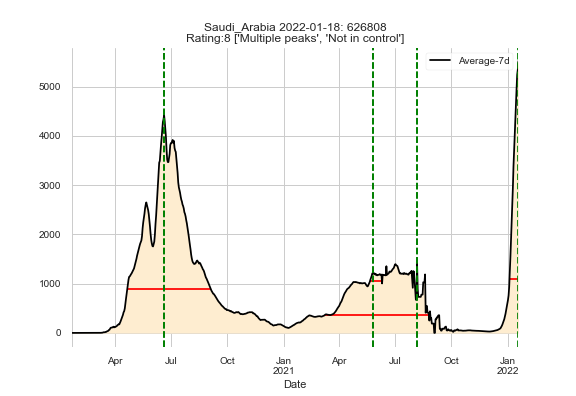 Saudi_Arabia 2022-01-18: 626808
Rating:8 ['Multiple peaks', 'Not in control']
Average-7d
5000
4000
3000
2000
1000
0
Apr Jul Oct Jan Apr Jul Oct Jan
2021 2022
Date